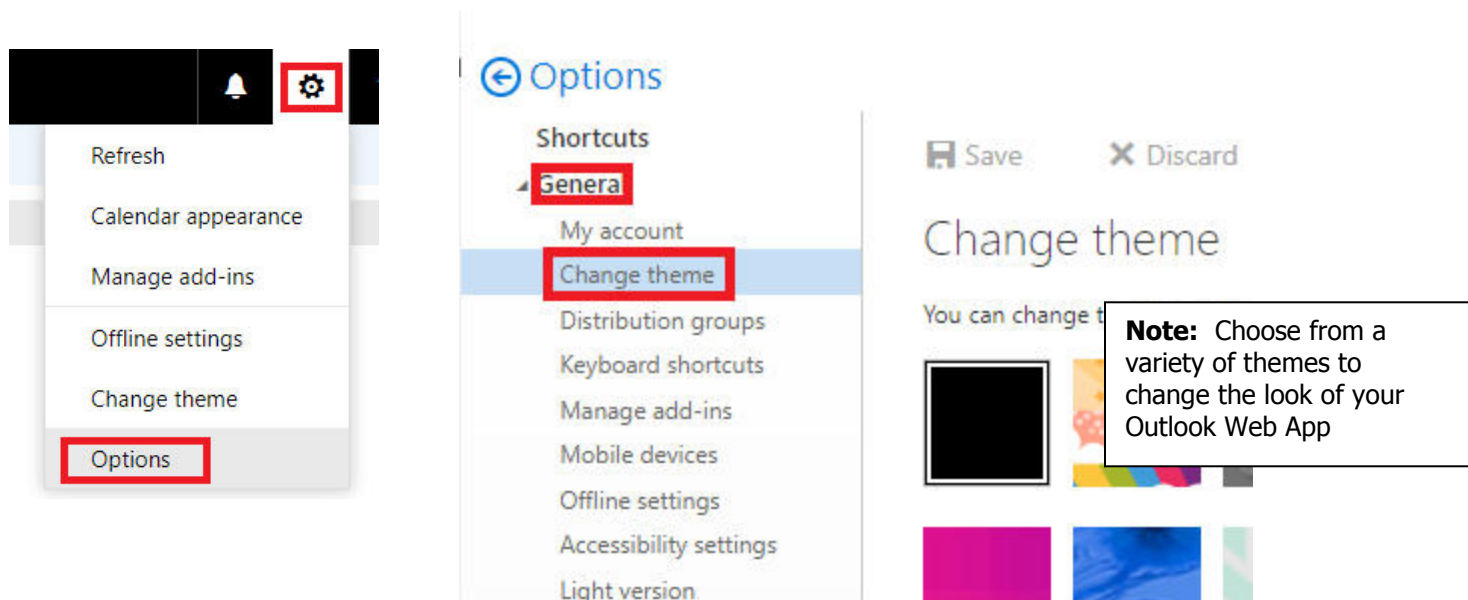 Refresh
Calendar appearance
Manage add-ins
Offline settings
Change theme
Options
Options
Shortcuts
General
My account
Change theme
Distribution groups
Keyboard shortcuts
Manage add-ins
Mobile devices
Offline settings
Accessibility settings
Light version
Save Discard
Change theme
You can change t
Note: Choose from a
variety of themes to
change the look of your
Outlook Web App